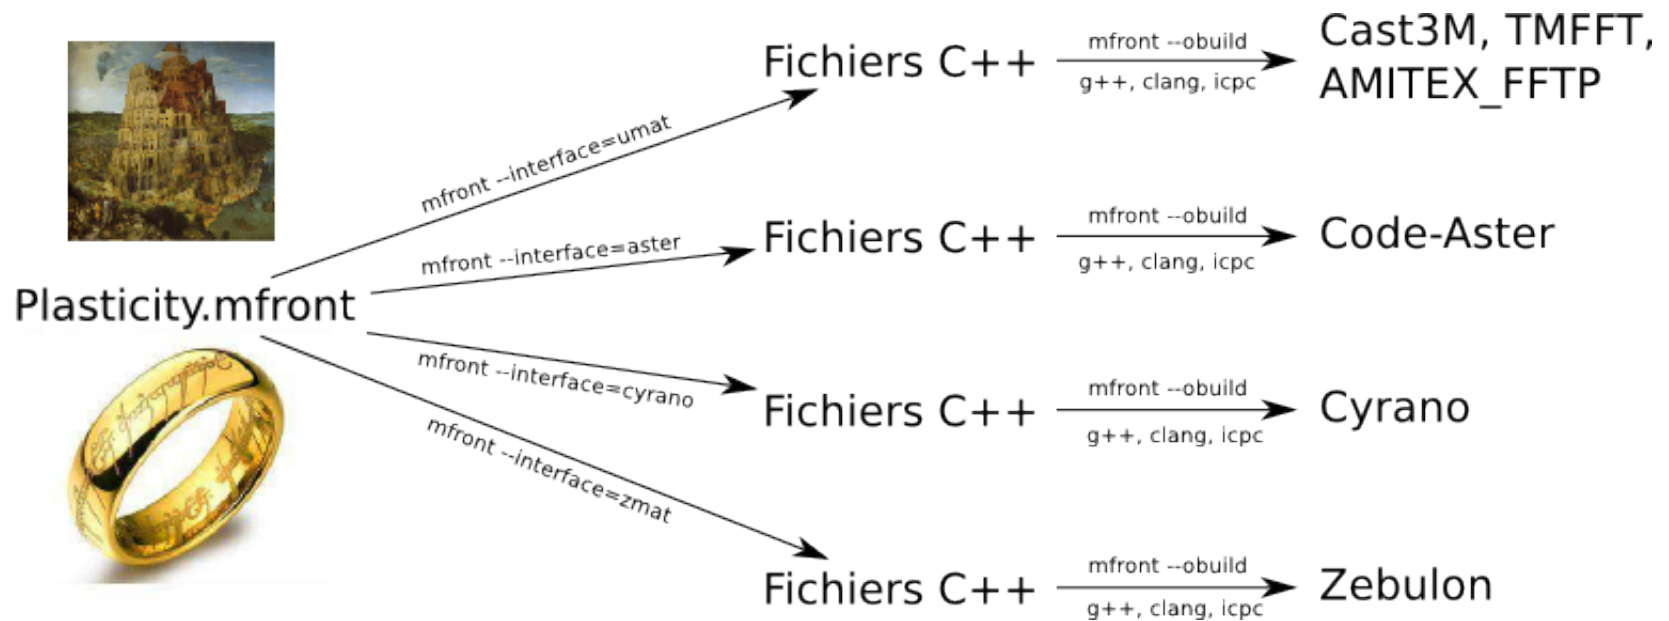 Plasticity.mfront
mfront --interface=umat
Fichiers C++
mfront --obuild
g++, clang, icpc
Cast3M, TMFFT,
AMITEX_FFTP
mfront --interface=aster
Fichiers C++
mfront --obuild
g++, clang, icpc
Code-Aster
mfront --interface=cyrano
Fichiers C++
mfront --obuild
g++, clang, icpc
Cyrano
mfront --interface=zmat
Fichiers C++
mfront --obuild
g++, clang, icpc
Zebulon